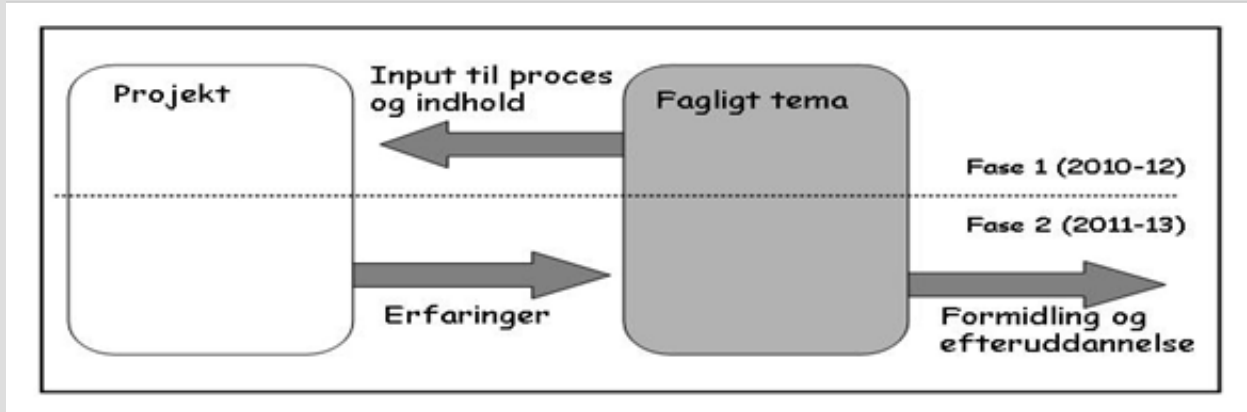 Projekt
Input til proces
og indhold
Fagligt tema
Fase 1 (2010-12)
Fase 2 (2011-13)
Erfaringer
Formidling og
efteruddannelse